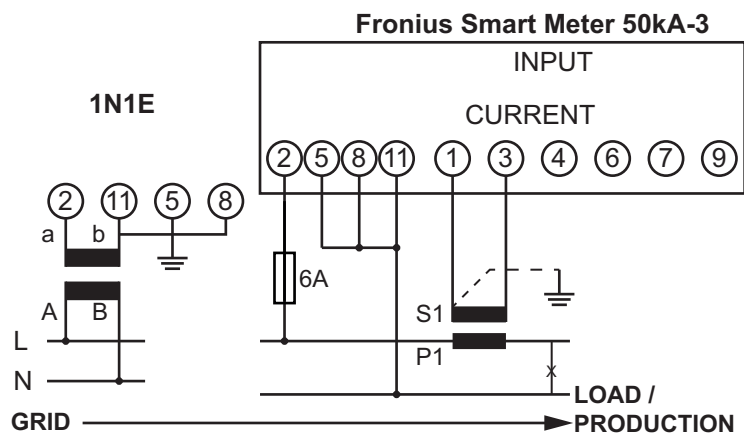 Fronius Smart Meter 50kA-3
INPUT
1N1E
CURRENT
2 5 8 11 1 3 4 6 7 9
2 11 5 8
a b
6A
A B
S1
L
P1
N
x
LOAD /
GRID PRODUCTION